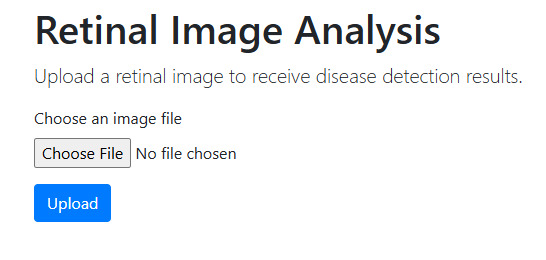 Retinal Image Analysis
Upload a retinal image to receive disease detection results.
Choose an image file
Choose File No file chosen
Upload